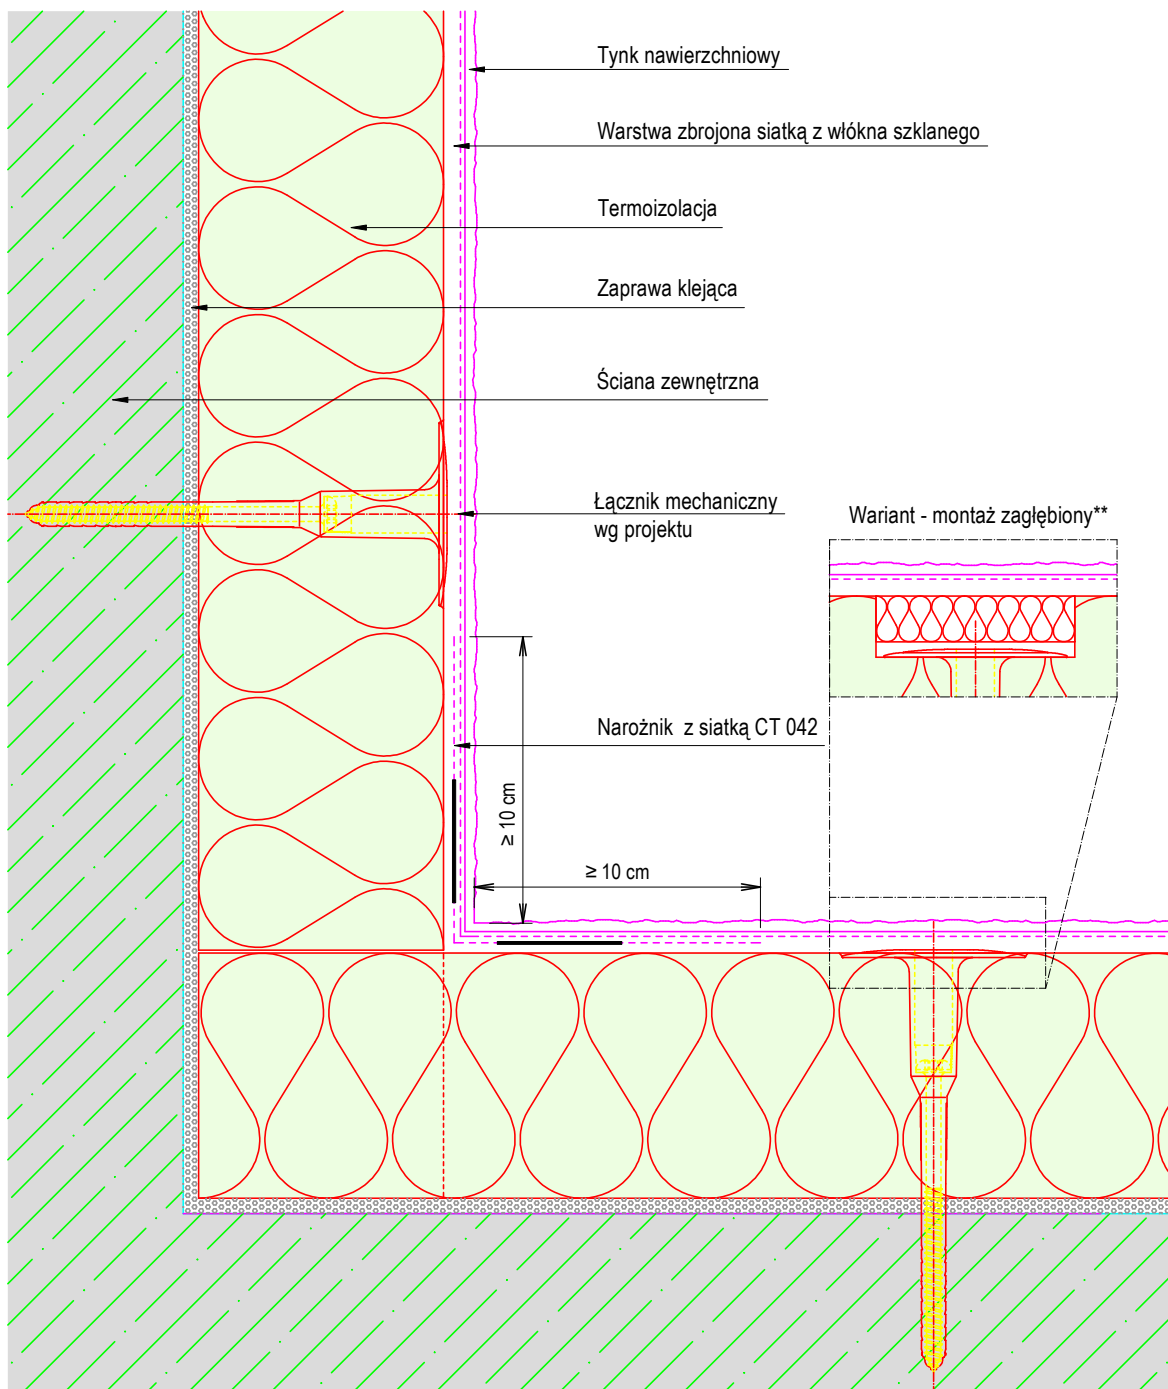 Tynk nawierzchniowy
Warstwa zbrojona siatką z włókna szklanego
Termoizolacja
Zaprawa klejąca
Ściana zewnętrzna
Łącznik mechaniczny
wg projektu
Wariant - montaż zagłębiony**
Narożnik z siatką CT 042
≥ 10 cm
≥ 10 cm